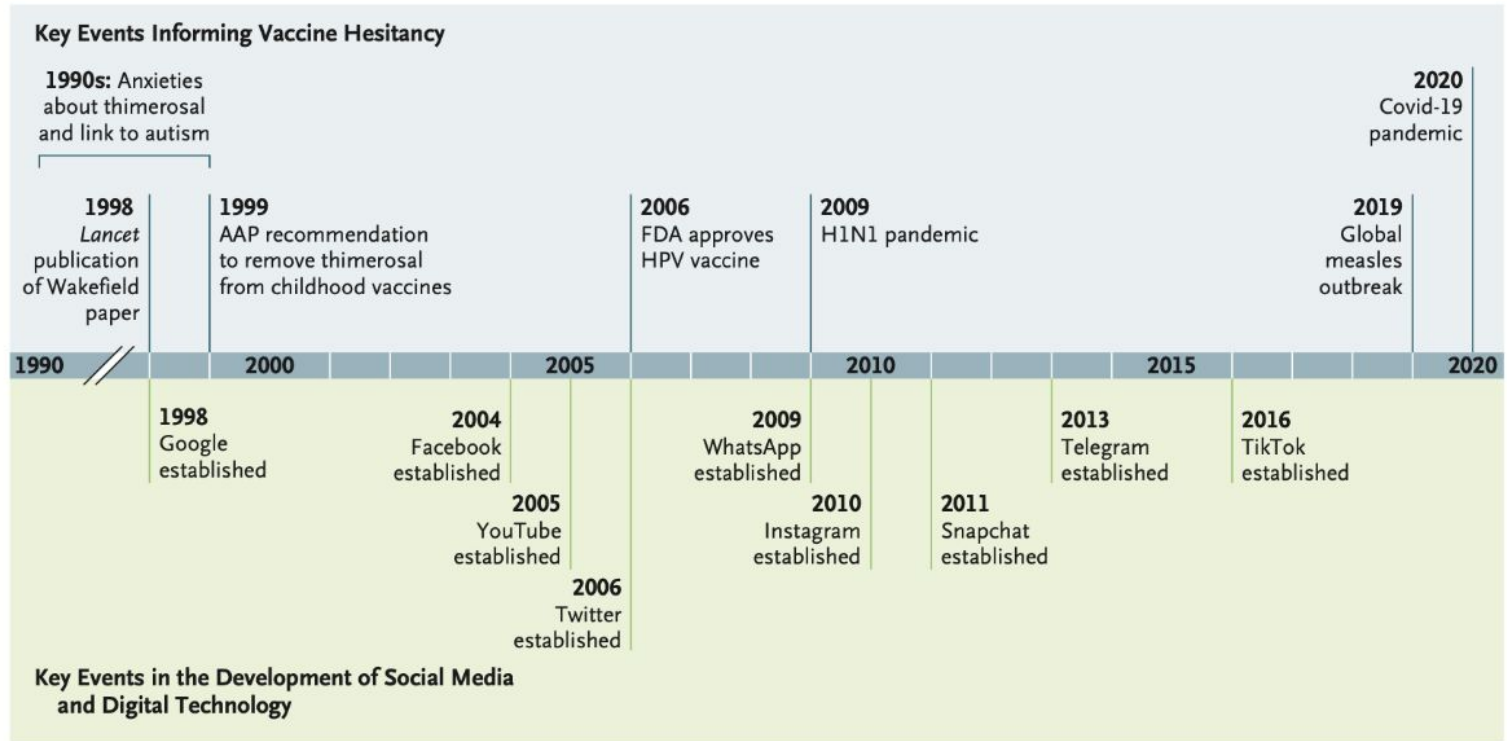 Key Events Informing Vaccine Hesitancy
1990s: Anxieties
about thimerosal
and link to autism
2020
Covid-19
pandemic
1998
Lancet
publication
of Wakefield
paper
1999
AAP recommendation
to remove thimerosal
from childhood vaccines
2006
FDA approves
HPV vaccine
2009
H1N1 pandemic
2019
Global
measles
outbreak
1990 2000 2005 2010 2015 2020
1998
Google
established
2004
Facebook
established
2005
YouTube
established
2006
Twitter
established
2009
WhatsApp
established
2010
Instagram
established
2011
Snapchat
established
2013
Telegram
established
2016
TikTok
established
Key Events in the Development of Social Media
and Digital Technology